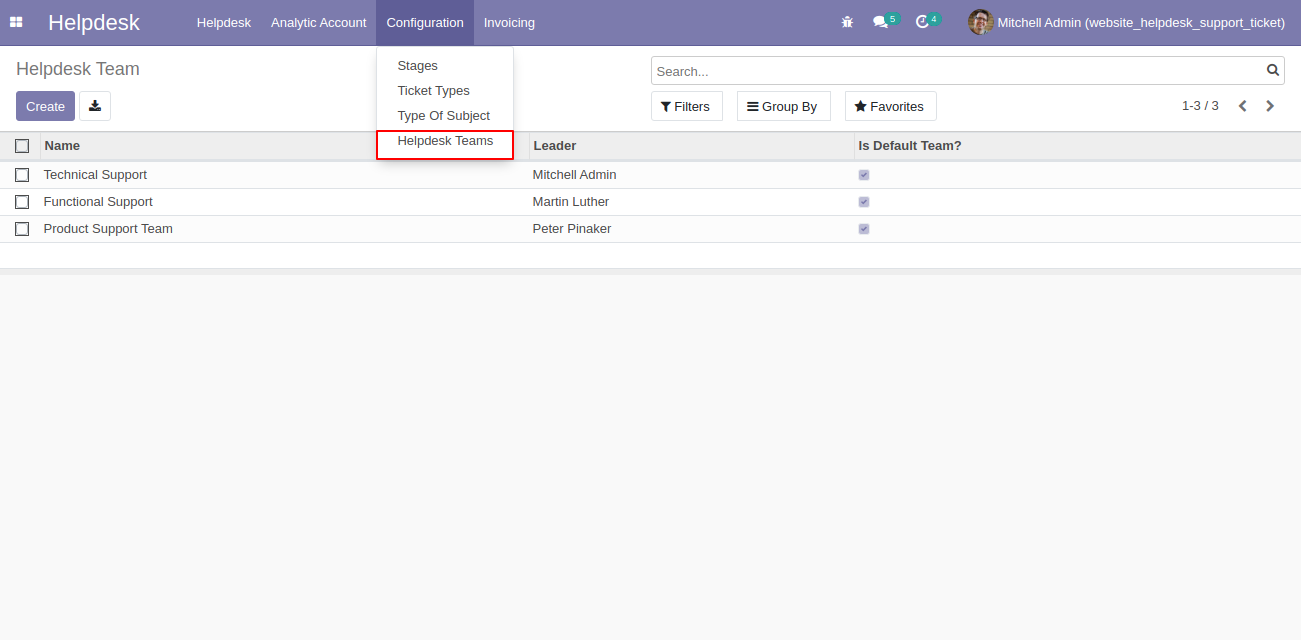 Helpdesk Helpdesk Analytic Account Configuration Invoicing 5 4 Mitchell Admin (website_helpdesk_support_ticket)
Helpdesk Team
Stages
Ticket Types
Type Of Subject
Helpdesk Teams
Search...
Create
Filters Group By Favorites 1-3 / 3
Name Leader Is Default Team?
Technical Support Mitchell Admin
Functional Support Martin Luther
Product Support Team Peter Pinaker